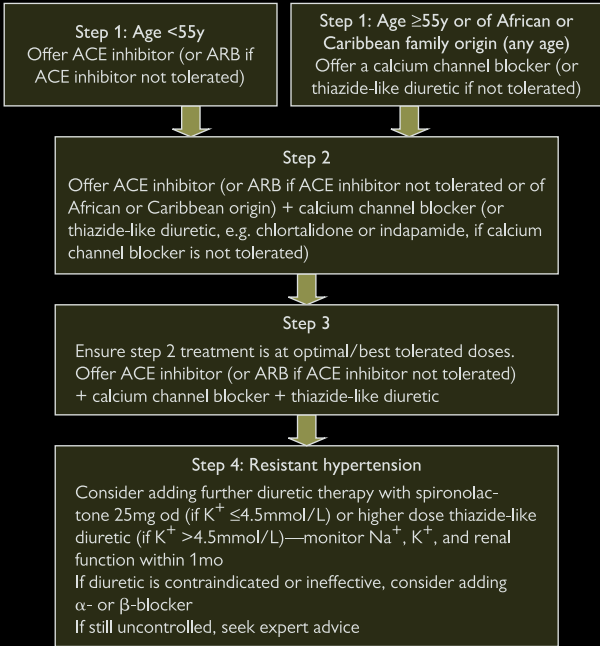 Step 1: Age <55y
Offer ACE inhibitor (or ARB if
ACE inhibitor not tolerated)
Step 1: Age ≥55y or of African or
Caribbean family origin (any age)
Offer a calcium channel blocker (or
thiazide-like diuretic if not tolerated)
Step 2
Offer ACE inhibitor (or ARB if ACE inhibitor not tolerated or of
African or Caribbean origin) + calcium channel blocker (or
thiazide-like diuretic, e.g. chlortalidone or indapamide, if calcium
channel blocker is not tolerated)
Step 3
Ensure step 2 treatment is at optimal/best tolerated doses.
Offer ACE inhibitor (or ARB if ACE inhibitor not tolerated)
+ calcium channel blocker + thiazide-like diuretic
Step 4: Resistant hypertension
Consider adding further diuretic therapy with spironolac-
tone 25mg od (if K⁺ ≤4.5mmol/L) or higher dose thiazide-like
diuretic (if K⁺ >4.5mmol/L)—monitor Na⁺, K⁺, and renal
function within 1mo
If diuretic is contraindicated or ineffective, consider adding
α- or β-blocker
If still uncontrolled, seek expert advice